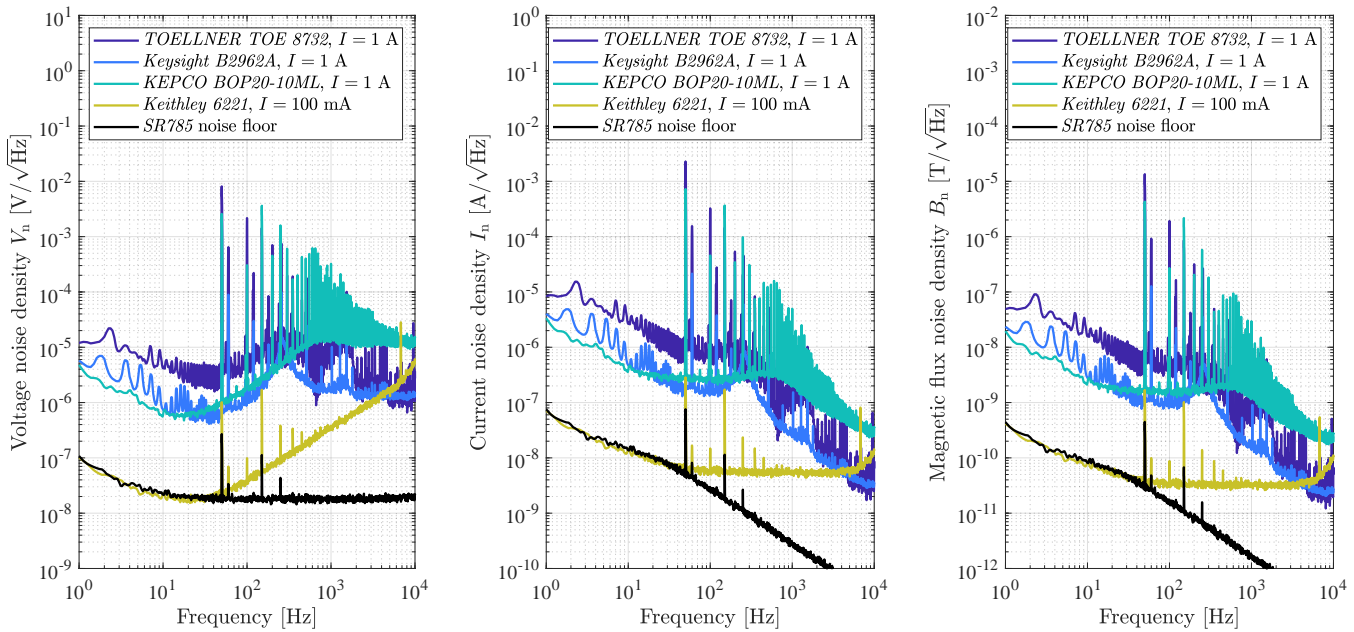 10^1
10^0
10^-1
10^-2
10^-3
10^-4
10^-5
10^-6
10^-7
10^-8
10^-9
Voltage noise density V_n [V/√Hz]
TOELLNER TOE 8732, I = 1 A
Keysight B2962A, I = 1 A
KEPCO BOP20-10ML, I = 1 A
Keithley 6221, I = 100 mA
SR785 noise floor
10^0 10^1 10^2 10^3 10^4
Frequency [Hz]
10^0
10^-1
10^-2
10^-3
10^-4
10^-5
10^-6
10^-7
10^-8
10^-9
10^-10
Current noise density I_n [A/√Hz]
TOELLNER TOE 8732, I = 1 A
Keysight B2962A, I = 1 A
KEPCO BOP20-10ML, I = 1 A
Keithley 6221, I = 100 mA
SR785 noise floor
10^0 10^1 10^2 10^3 10^4
Frequency [Hz]
10^-2
10^-3
10^-4
10^-5
10^-6
10^-7
10^-8
10^-9
10^-10
10^-11
10^-12
Magnetic flux noise density B_n [T/√Hz]
TOELLNER TOE 8732, I = 1 A
Keysight B2962A, I = 1 A
KEPCO BOP20-10ML, I = 1 A
Keithley 6221, I = 100 mA
SR785 noise floor
10^0 10^1 10^2 10^3 10^4
Frequency [Hz]